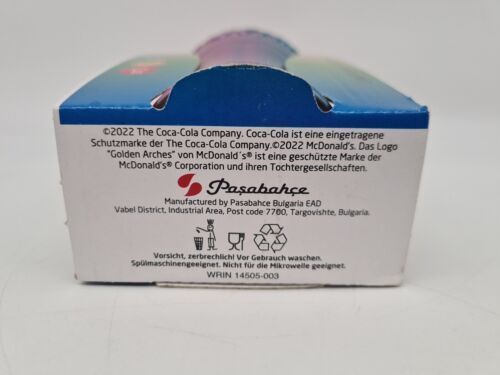 ©2022 The Coca-Cola Company. Coca-Cola ist eine eingetragene
Schutzmarke der The Coca-Cola Company.©2022 McDonald's. Das Logo
"Golden Arches" von McDonald´s® ist eine geschützte Marke der
McDonald's® Corporation und ihren Tochtergesellschaften.
Paşabahçe
Manufactured by Pasabahce Bulgaria EAD
Vabel District, Industrial Area, Post code 7700, Targovishte, Bulgaria.
Vorsicht, zerbrechlich! Vor Gebrauch waschen.
Spülmaschinengeeignet. Nicht für die Mikrowelle geeignet.
WRIN 14505-003